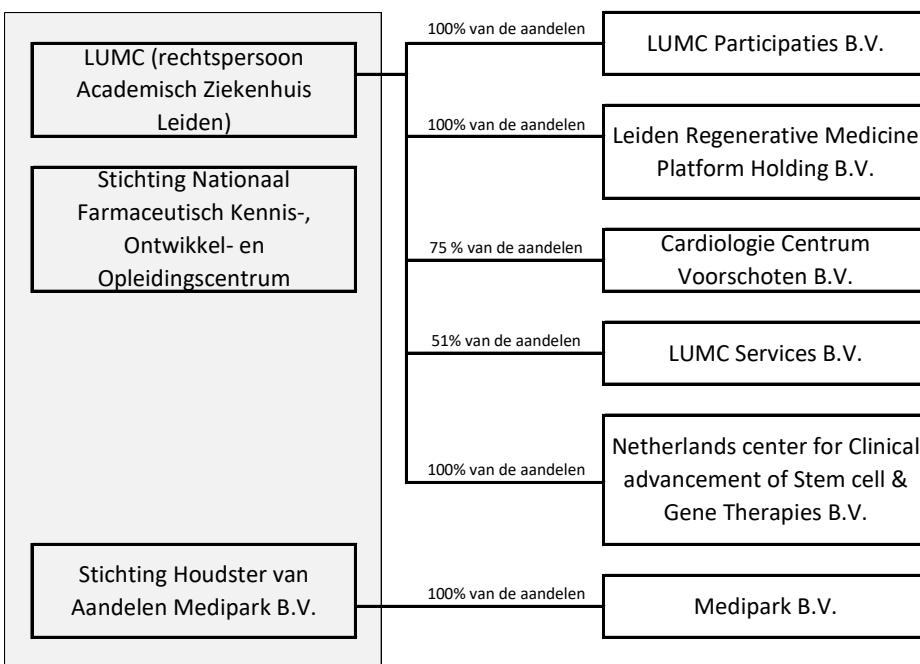 LUMC (rechtspersoon
Academisch Ziekenhuis
Leiden)
Stichting Nationaal
Farmaceutisch Kennis-,
Ontwikkel- en
Opleidingscentrum
Stichting Houdster van
Aandelen Medipark B.V.
100% van de aandelen
LUMC Participaties B.V.
100% van de aandelen
Leiden Regenerative Medicine
Platform Holding B.V.
75 % van de aandelen
Cardiologie Centrum
Voorschoten B.V.
51% van de aandelen
LUMC Services B.V.
100% van de aandelen
Netherlands center for Clinical
advancement of Stem cell &
Gene Therapies B.V.
100% van de aandelen
Medipark B.V.